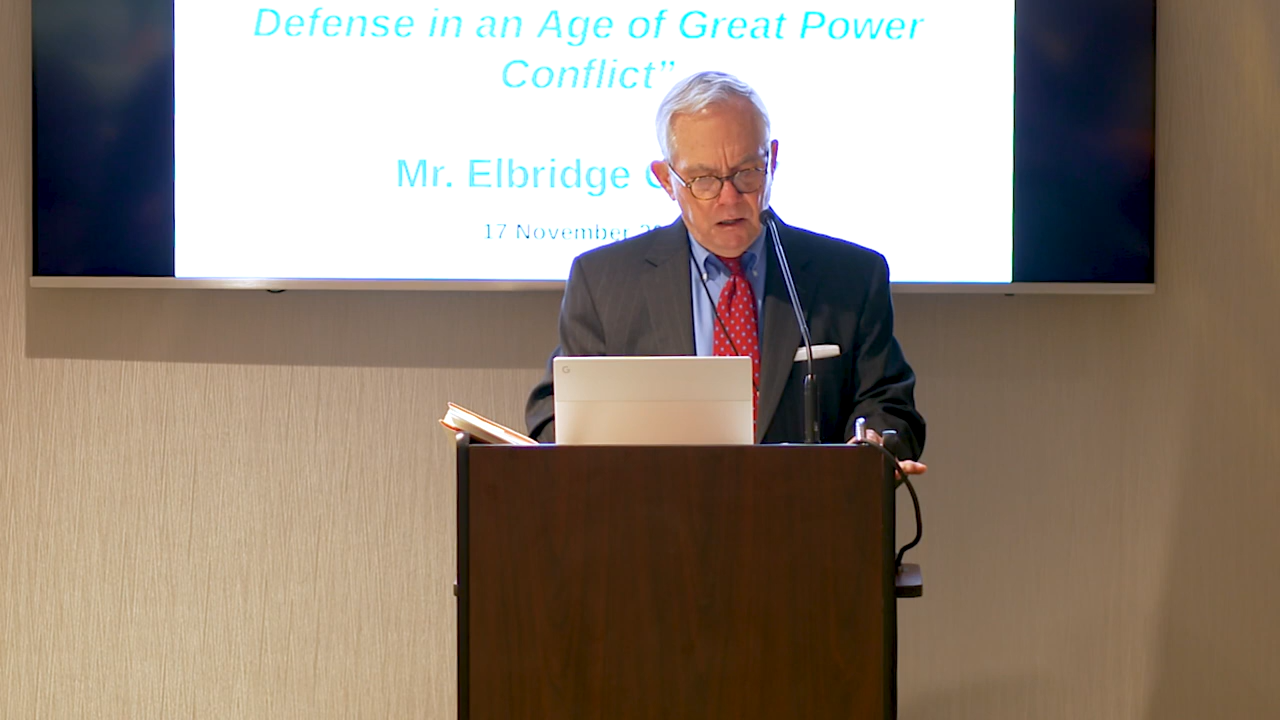 Defense in an Age of Great Power
Conflict”
Mr. Elbridge
17 November
G